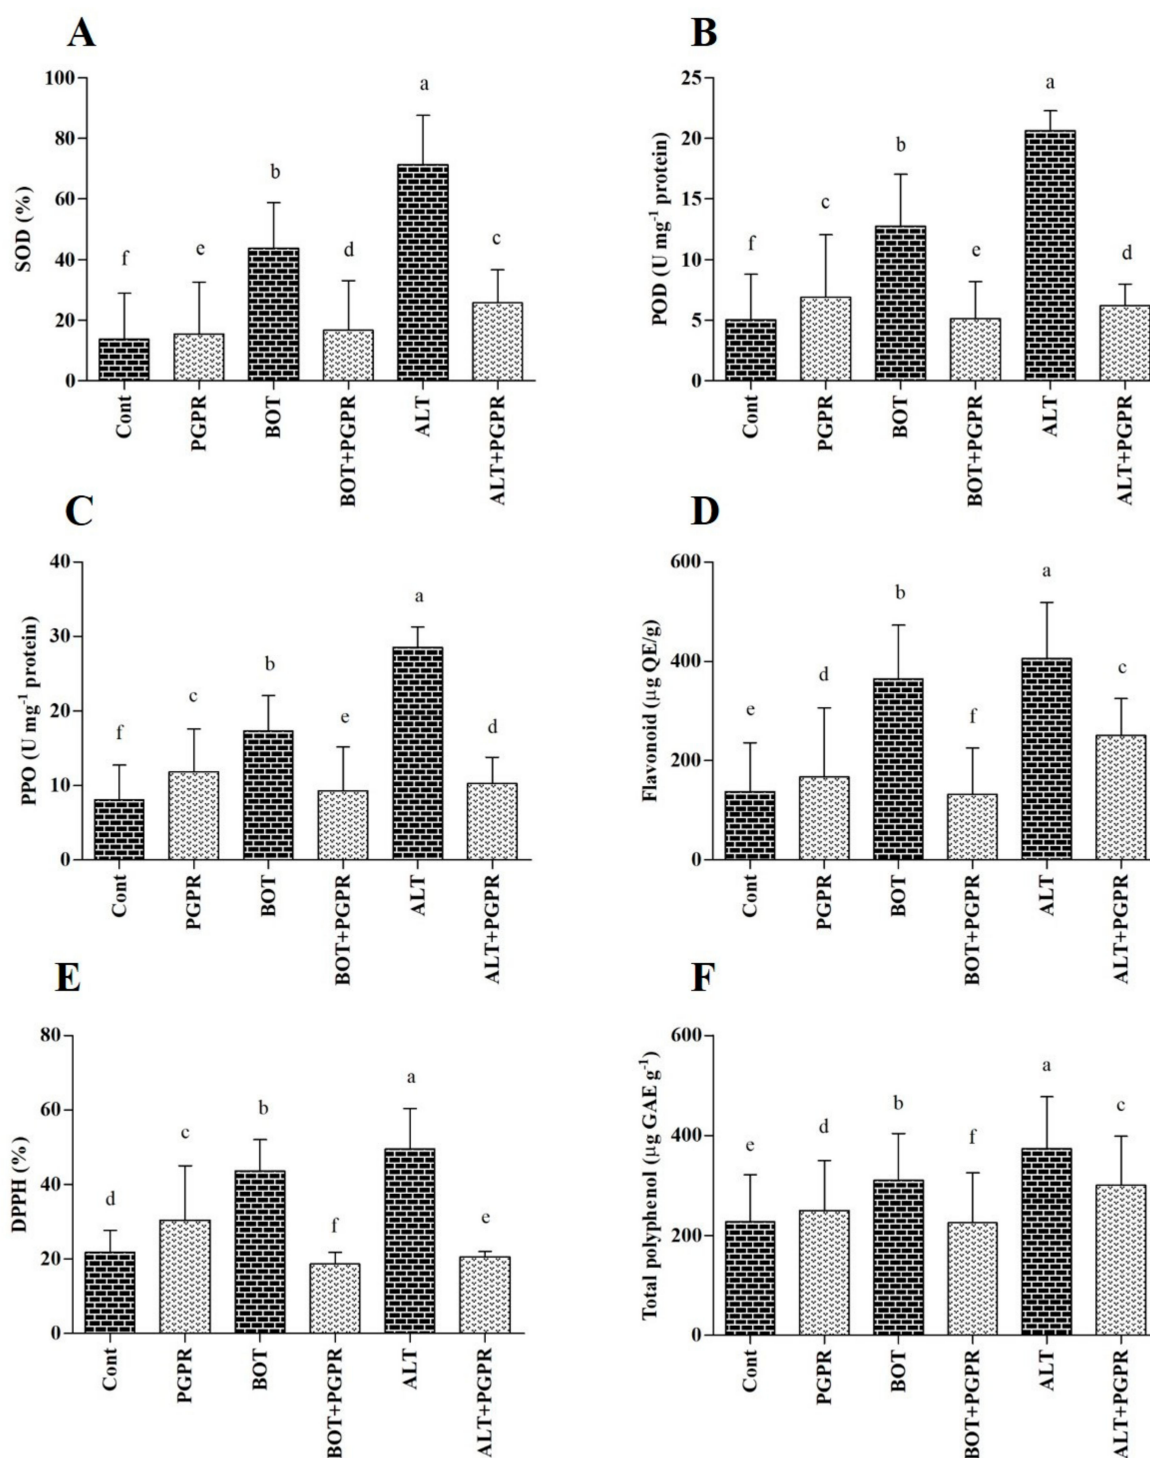 A
SOD (%)
100
80
60
40
20
0
f
e
b
d
a
c
Cont
PGPR
BOT
BOT+PGPR
ALT
ALT+PGPR
B
POD (U mg⁻¹ protein)
25
20
15
10
5
0
f
c
b
e
a
d
Cont
PGPR
BOT
BOT+PGPR
ALT
ALT+PGPR
C
PPO (U mg⁻¹ protein)
40
30
20
10
0
f
c
b
e
a
d
Cont
PGPR
BOT
BOT+PGPR
ALT
ALT+PGPR
D
Flavonoid (µg QE/g)
600
400
200
0
e
d
b
f
a
c
Cont
PGPR
BOT
BOT+PGPR
ALT
ALT+PGPR
E
DPPH (%)
80
60
40
20
0
d
c
b
f
a
e
Cont
PGPR
BOT
BOT+PGPR
ALT
ALT+PGPR
F
Total polyphenol (µg GAE g⁻¹)
600
400
200
0
e
d
b
f
a
c
Cont
PGPR
BOT
BOT+PGPR
ALT
ALT+PGPR